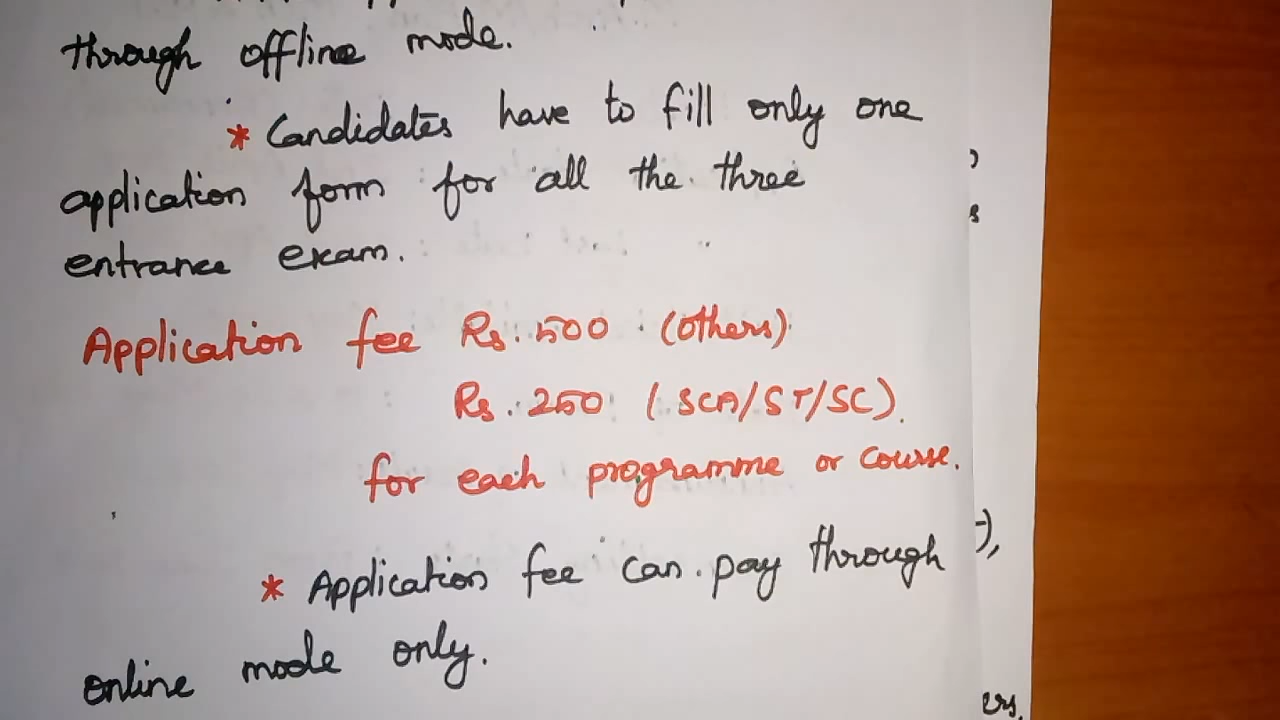 through offline mode.
* Candidates have to fill only one
application form for all the three
entrance exam.
Application fee Rs. 500 (others)
Rs. 250 (SCA/ST/SC).
for each programme or course.
* Application fee can pay through
online mode only.